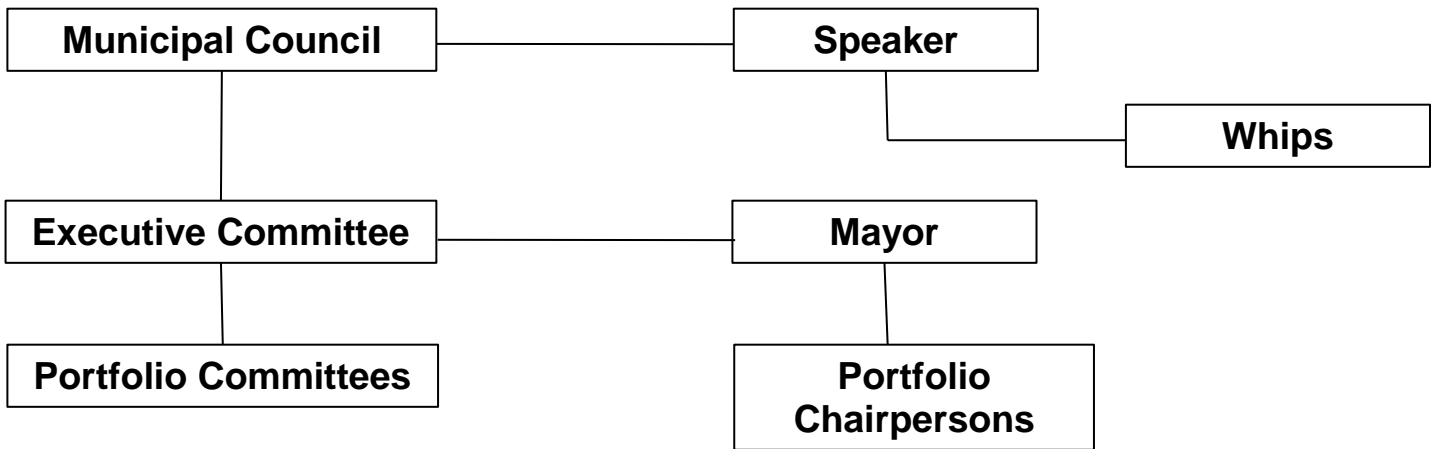 Municipal Council
Speaker
Whips
Executive Committee
Mayor
Portfolio Committees
Portfolio
Chairpersons